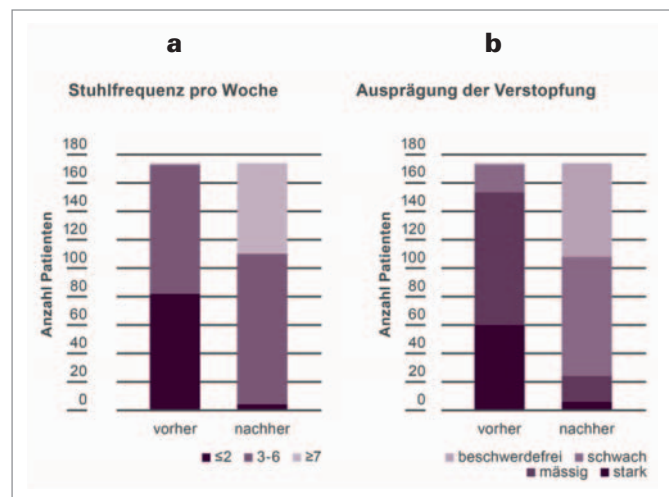 a
b
Stuhlfrequenz pro Woche
Ausprägung der Verstopfung
Anzahl Patienten
180
160
140
120
100
80
60
40
20
0
vorher
nachher
≤2 3-6 ≥7
Anzahl Patienten
180
160
140
120
100
80
60
40
20
0
vorher
nachher
beschwerdefrei schwach
mässig stark